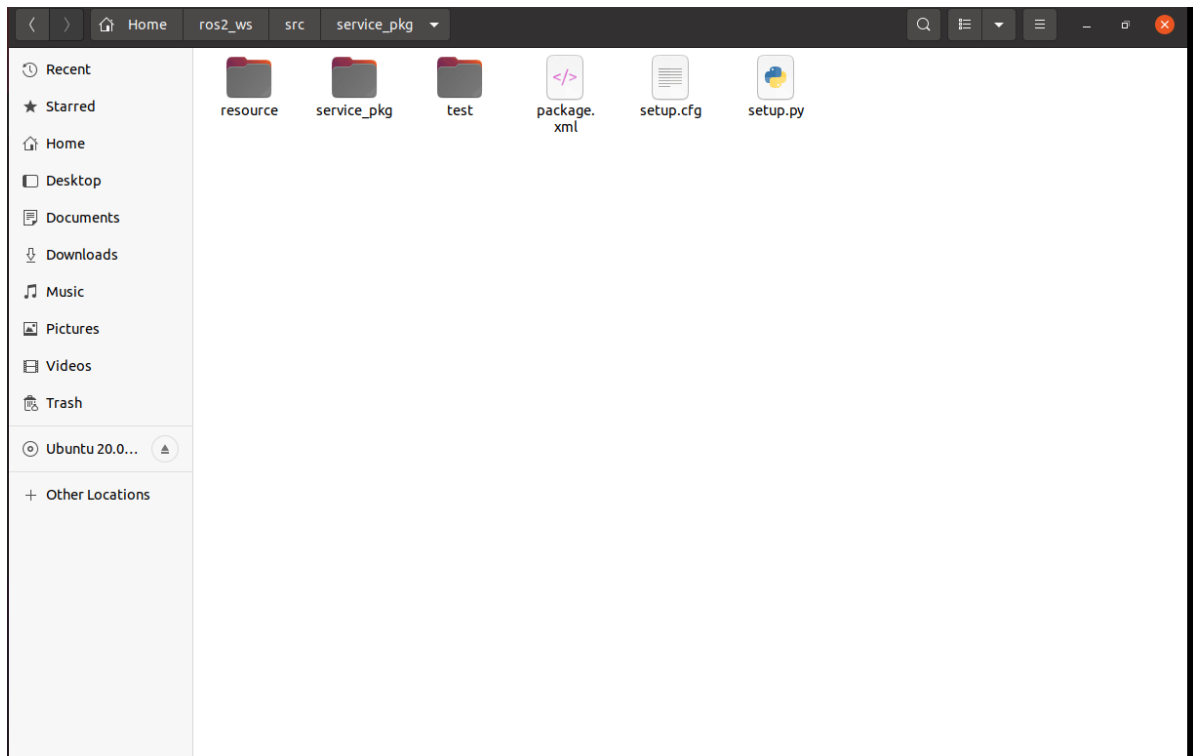 Home
ros2_ws
src
service_pkg
Recent
Starred
Home
Desktop
Documents
Downloads
Music
Pictures
Videos
Trash
Ubuntu 20.0...
Other Locations
resource
service_pkg
test
</>
package.
xml
setup.cfg
setup.py